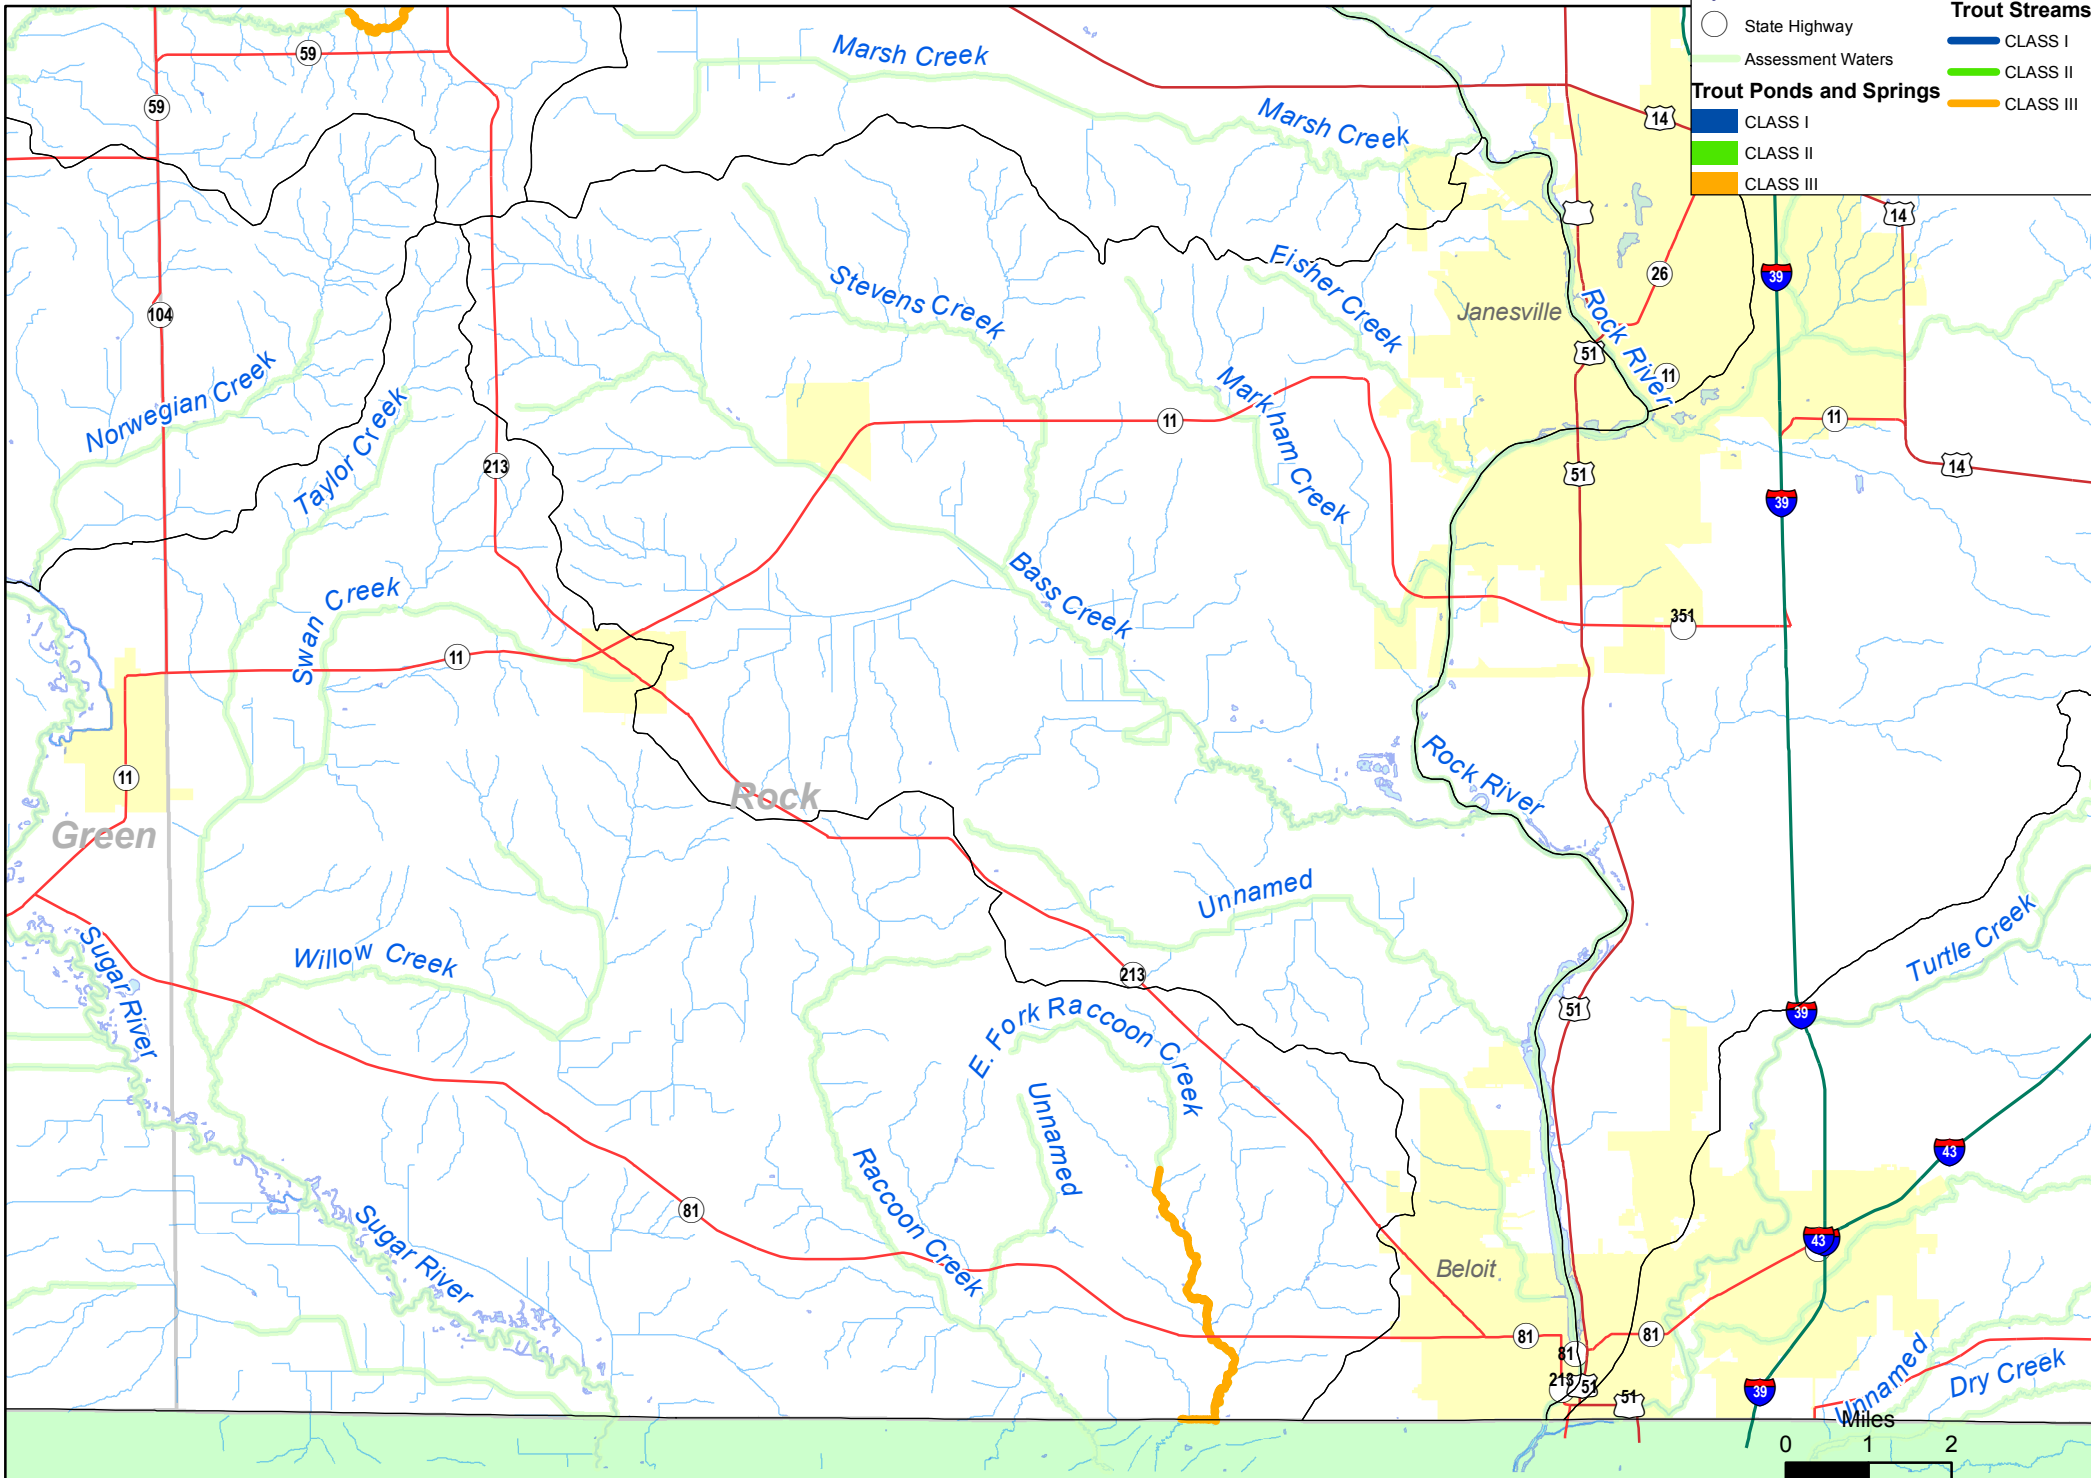 State Highway
Assessment Waters
Trout Ponds and Springs
CLASS I
CLASS II
CLASS III
Trout Streams
CLASS I
CLASS II
CLASS III
59
59
Marsh Creek
Marsh Creek
14
14
104
Norwegian Creek
Taylor Creek
Stevens Creek
Fisher Creek
Janesville
Rock River
26
39
51
11
213
11
Markham Creek
11
51
14
39
Swan Creek
11
Bass Creek
351
11
Green
Rock
Rock River
Unnamed
Sugar River
Willow Creek
213
Turtle Creek
51
39
E. Fork Raccoon Creek
Unnamed
Raccoon Creek
43
81
Sugar River
Beloit
43
81
81
81
213
51
51
39
Unnamed
Dry Creek
Miles
0 1 2